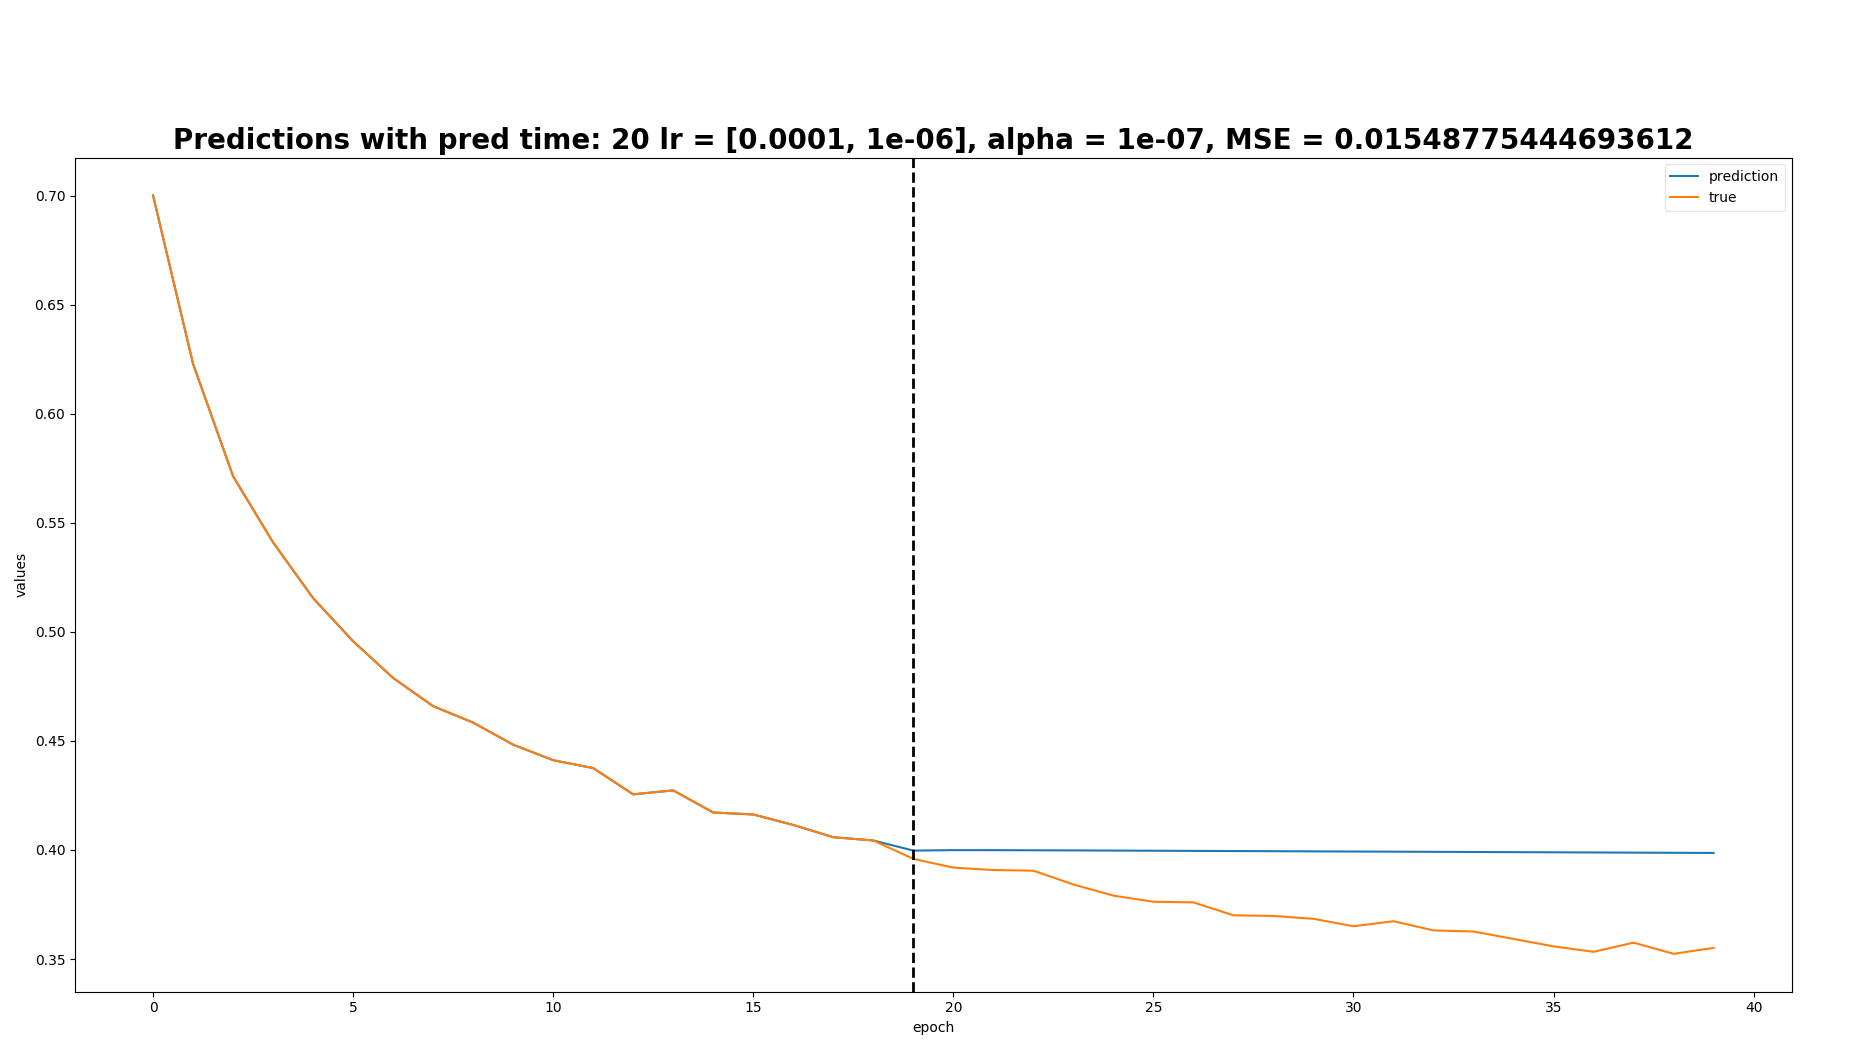 Predictions with pred time: 20 lr = [0.0001, 1e-06], alpha = 1e-07, MSE = 0.01548775444693612
prediction
true
0.70
0.65
0.60
0.55
0.50
0.45
0.40
0.35
values
0 5 10 15 20 25 30 35 40
epoch